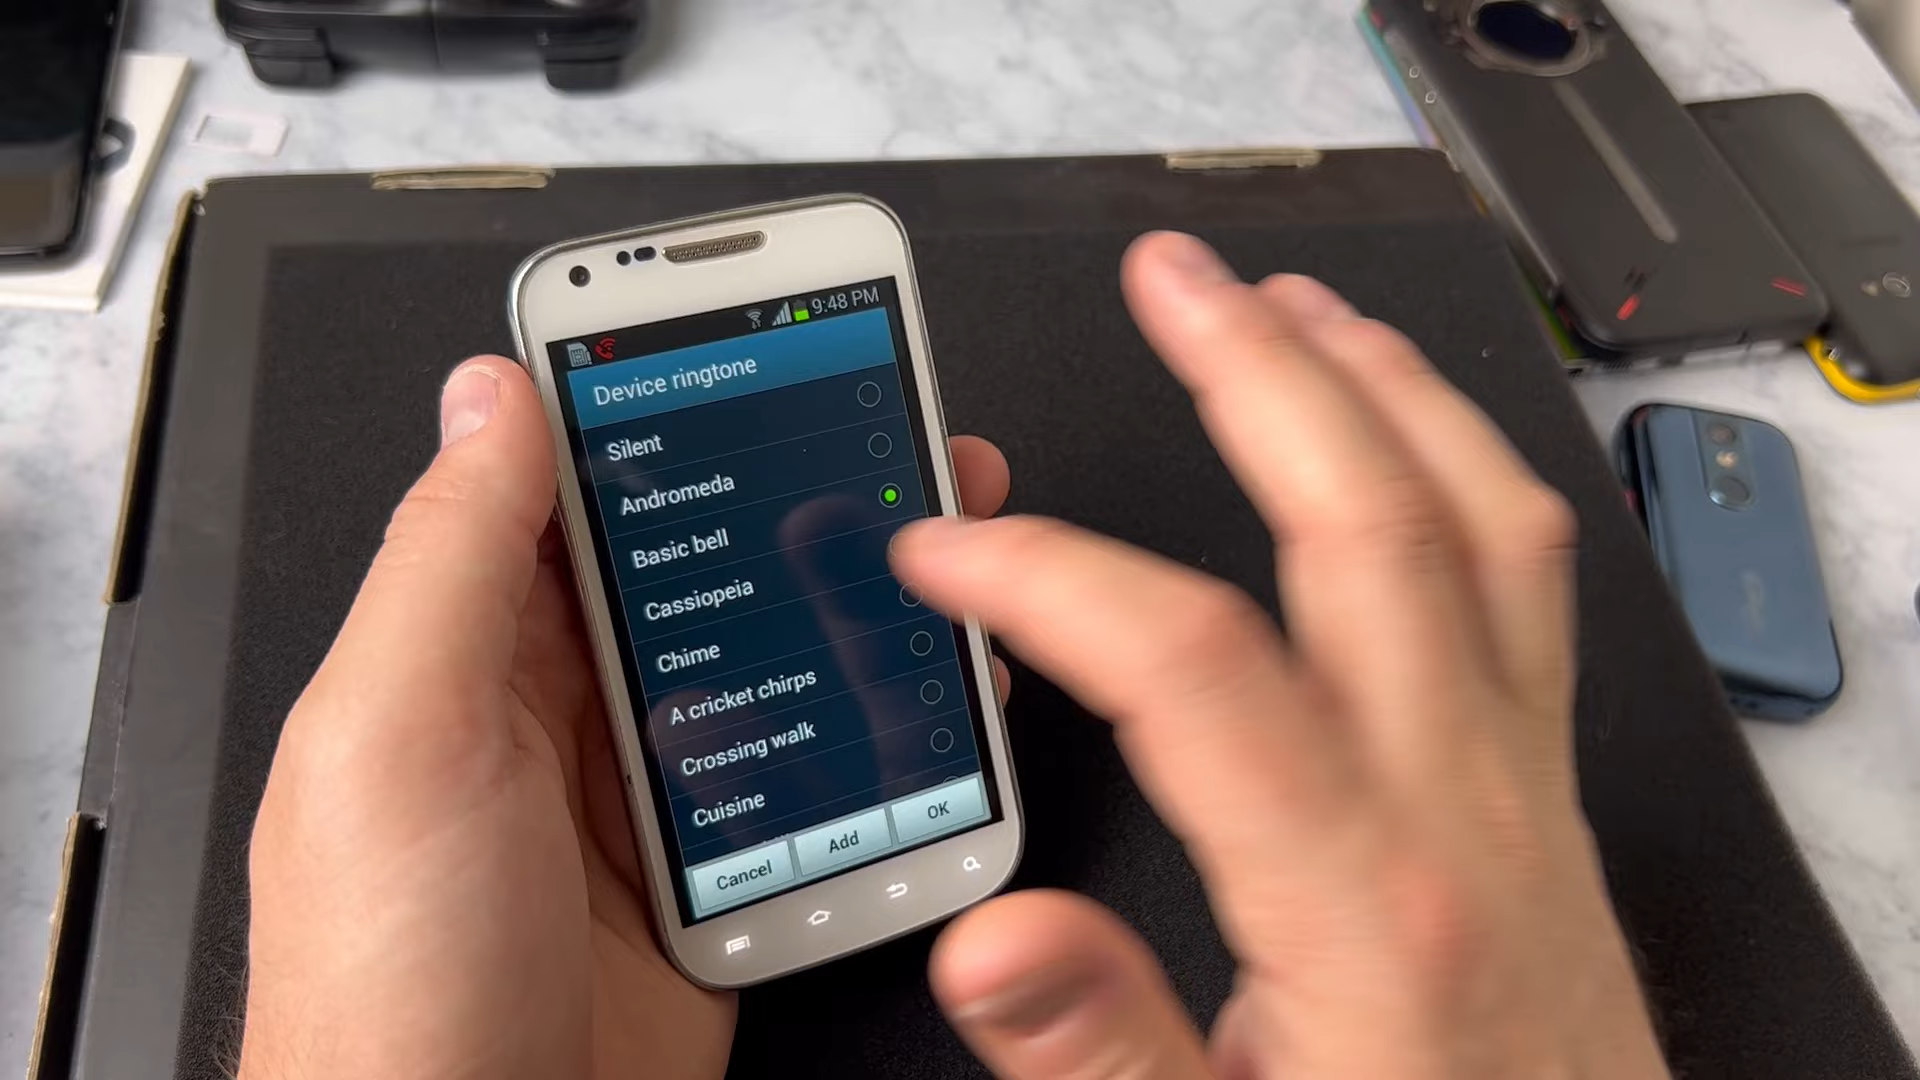 9:48 PM
Device ringtone
Silent
Andromeda
Basic bell
Cassiopeia
Chime
A cricket chirps
Crossing walk
Cuisine
Cancel
Add
OK